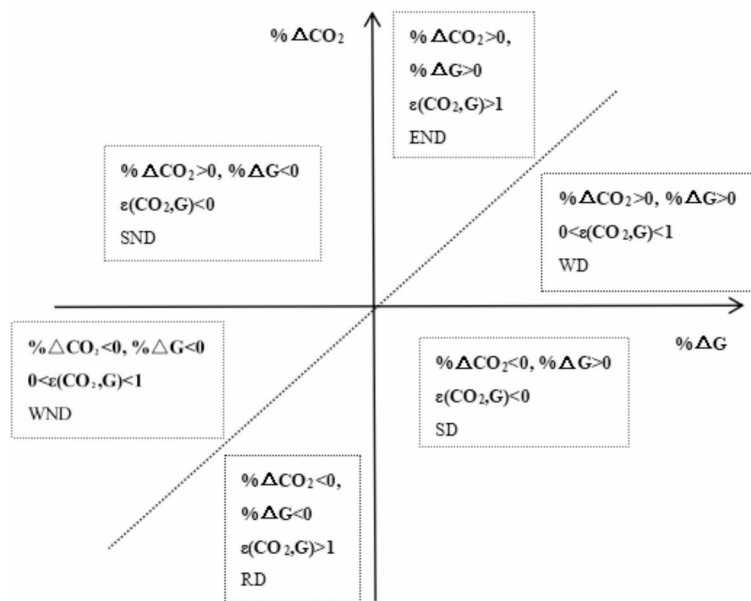 %ΔCO₂
%ΔCO₂>0,
%ΔG>0
ε(CO₂,G)>1
END
%ΔCO₂>0, %ΔG<0
ε(CO₂,G)<0
SND
%ΔCO₂>0, %ΔG>0
0<ε(CO₂,G)<1
WD
%△CO₂<0, %△G<0
0<ε(CO₂,G)<1
WND
%ΔG
%ΔCO₂<0, %ΔG>0
ε(CO₂,G)<0
SD
%ΔCO₂<0,
%ΔG<0
ε(CO₂,G)>1
RD